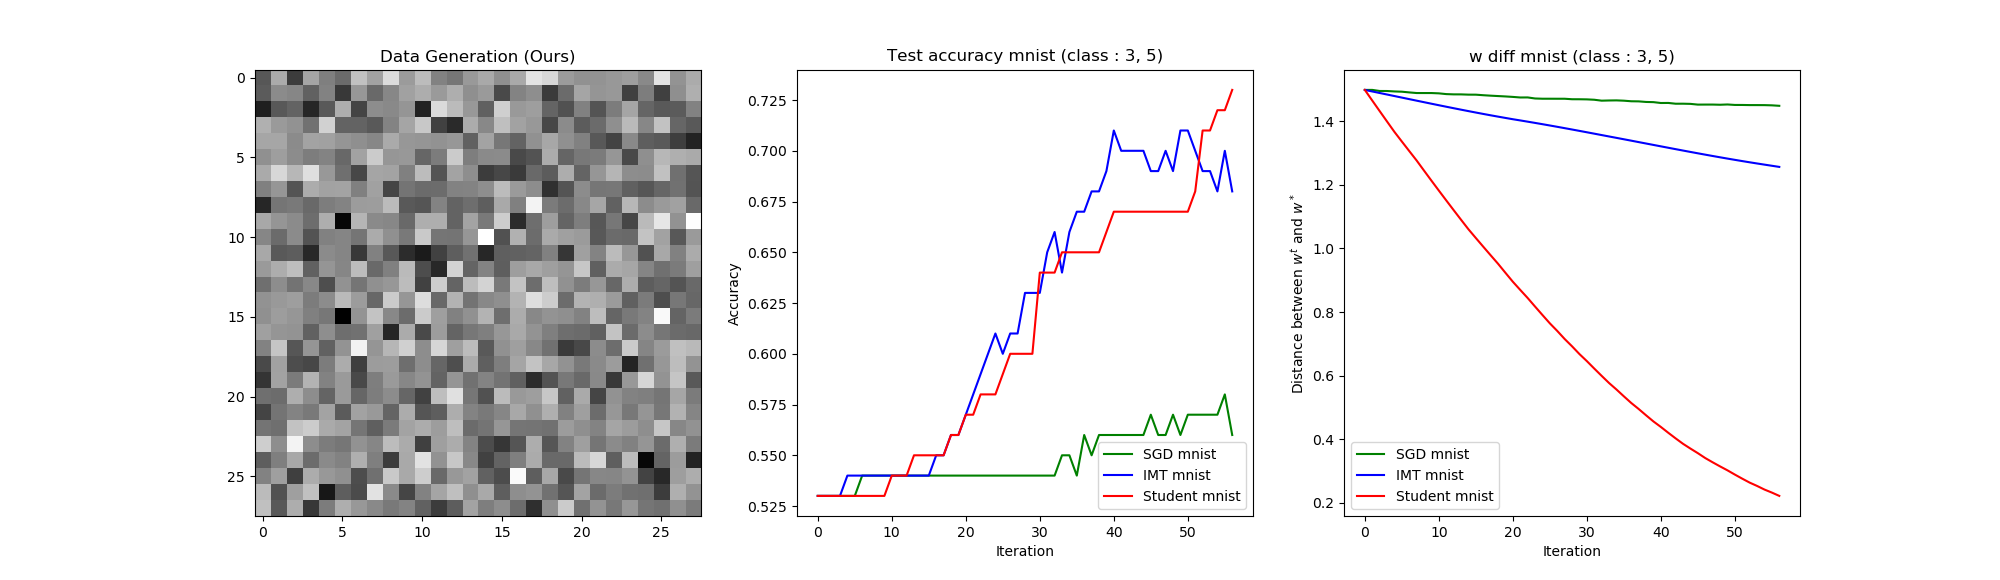 Data Generation (Ours)
0
5
10
15
20
25
0 5 10 15 20 25
Test accuracy mnist (class : 3, 5)
Accuracy
0.725
0.700
0.675
0.650
0.625
0.600
0.575
0.550
0.525
SGD mnist
IMT mnist
Student mnist
0 10 20 30 40 50
Iteration
w diff mnist (class : 3, 5)
Distance between w^t and w^*
1.4
1.2
1.0
0.8
0.6
0.4
0.2
SGD mnist
IMT mnist
Student mnist
0 10 20 30 40 50
Iteration